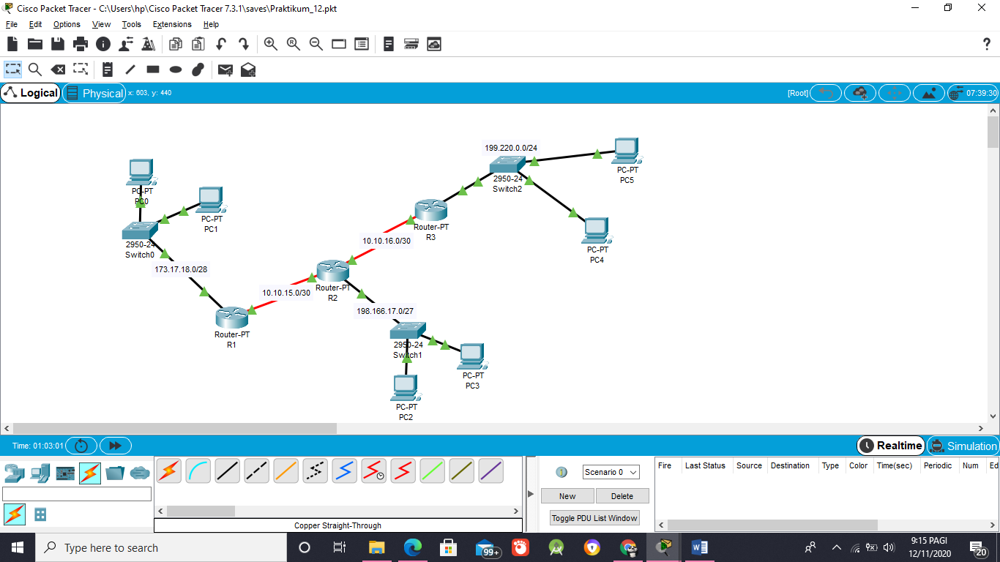 Cisco Packet Tracer - C:\Users\hp\Cisco Packet Tracer 7.3.1\saves\Praktikum_12.pkt
File Edit Options View Tools Extensions Help
Logical Physical x: 603, y: 440 [Root] 07:39:30
199.220.0.0/24
PC-PT
PC5
2950-24
Switch2
PC-PT
PC0
PC-PT
PC1
Router-PT
R3
2950-24
Switch0
10.10.16.0/30
PC-PT
PC4
173.17.18.0/28
Router-PT
R2
10.10.15.0/30
198.166.17.0/27
Router-PT
R1
2950-24
Switch1
PC-PT
PC3
PC-PT
PC2
Time: 01:03:01 Realtime Simulation
Scenario 0
New Delete
Toggle PDU List Window
Fire Last Status Source Destination Type Color Time(sec) Periodic Num Ed
Copper Straight-Through
Type here to search
99+
9:15 PAGI
12/11/2020
20